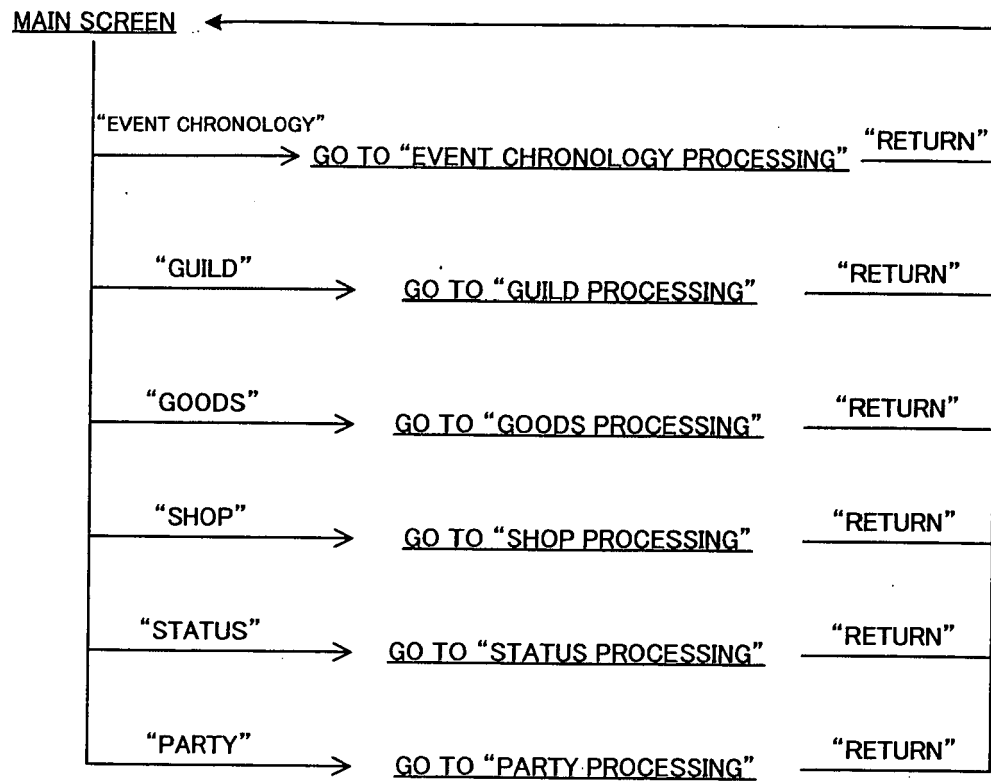 MAIN SCREEN
“EVENT CHRONOLOGY”
GO TO “EVENT CHRONOLOGY PROCESSING”
“RETURN”
“GUILD”
GO TO “GUILD PROCESSING”
“RETURN”
“GOODS”
GO TO “GOODS PROCESSING”
“RETURN”
“SHOP”
GO TO “SHOP PROCESSING”
“RETURN”
“STATUS”
GO TO “STATUS PROCESSING”
“RETURN”
“PARTY”
GO TO “PARTY PROCESSING”
“RETURN”